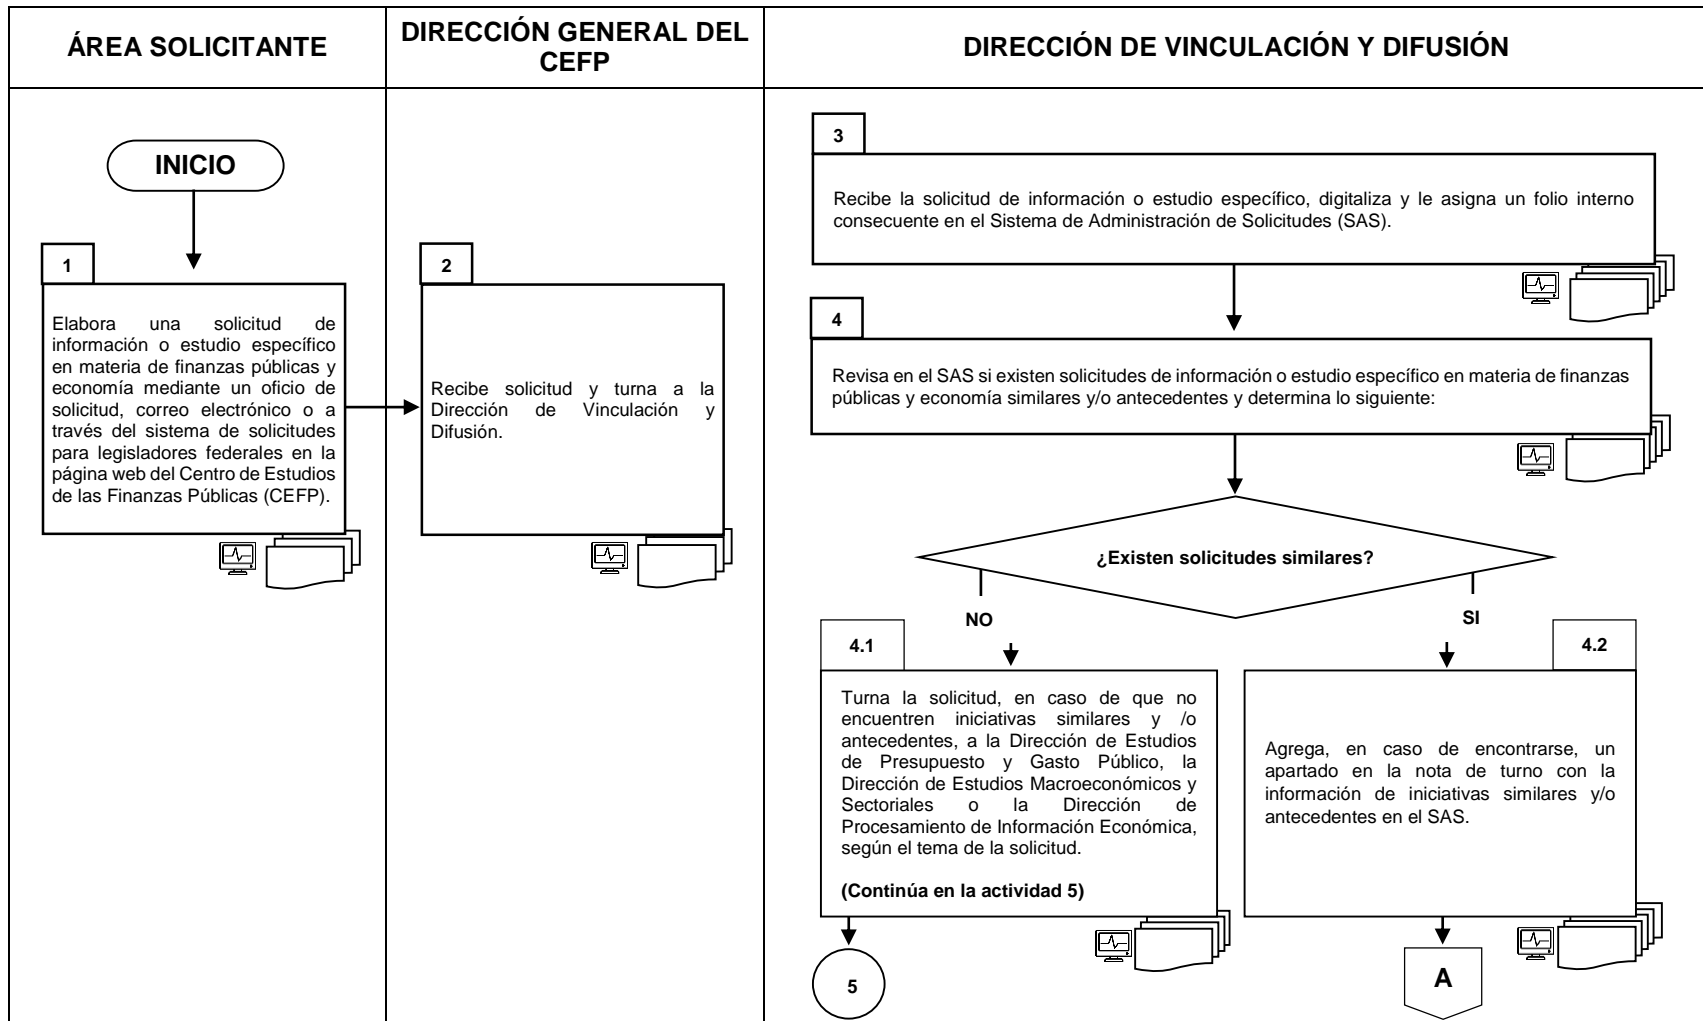 ÁREA SOLICITANTE
DIRECCIÓN GENERAL DEL
CEFP
DIRECCIÓN DE VINCULACIÓN Y DIFUSIÓN
INICIO
1
Elabora una solicitud de
información o estudio específico
en materia de finanzas públicas y
economía mediante un oficio de
solicitud, correo electrónico o a
través del sistema de solicitudes
para legisladores federales en la
página web del Centro de Estudios
de las Finanzas Públicas (CEFP).
2
Recibe solicitud y turna a la
Dirección de Vinculación y
Difusión.
3
Recibe la solicitud de información o estudio específico, digitaliza y le asigna un folio interno
consecuente en el Sistema de Administración de Solicitudes (SAS).
4
Revisa en el SAS si existen solicitudes de información o estudio específico en materia de finanzas
públicas y economía similares y/o antecedentes y determina lo siguiente:
¿Existen solicitudes similares?
NO
SI
4.1
Turna la solicitud, en caso de que no
encuentren iniciativas similares y /o
antecedentes, a la Dirección de Estudios
de Presupuesto y Gasto Público, la
Dirección de Estudios Macroeconómicos y
Sectoriales o la Dirección de
Procesamiento de Información Económica,
según el tema de la solicitud.
(Continúa en la actividad 5)
5
4.2
Agrega, en caso de encontrarse, un
apartado en la nota de turno con la
información de iniciativas similares y/o
antecedentes en el SAS.
A